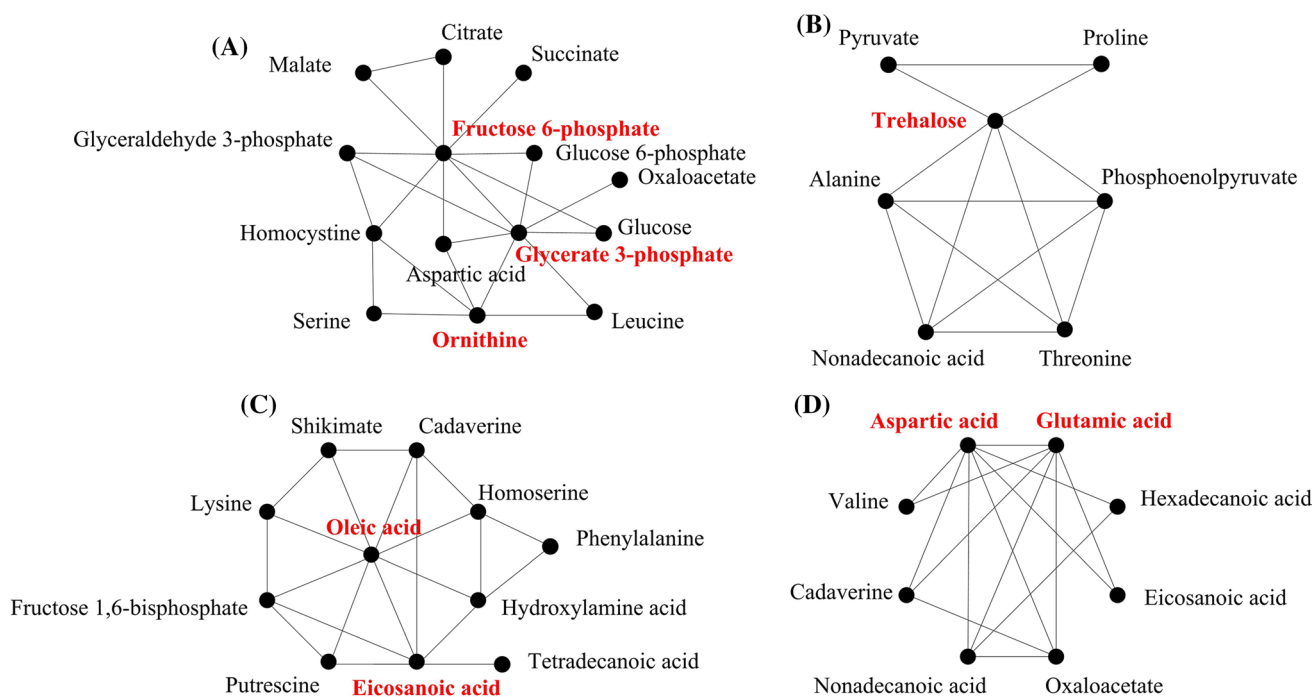 (A)
Citrate
Succinate
Malate
Fructose 6-phosphate
Glyceraldehyde 3-phosphate
Glucose 6-phosphate
Oxaloacetate
Homocystine
Glucose
Glycerate 3-phosphate
Aspartic acid
Serine
Leucine
Ornithine
(B)
Pyruvate
Proline
Trehalose
Alanine
Phosphoenolpyruvate
Nonadecanoic acid
Threonine
(C)
Shikimate
Cadaverine
Lysine
Homoserine
Oleic acid
Phenylalanine
Fructose 1,6-bisphosphate
Hydroxylamine acid
Tetradecanoic acid
Putrescine
Eicosanoic acid
(D)
Aspartic acid
Glutamic acid
Valine
Hexadecanoic acid
Cadaverine
Eicosanoic acid
Nonadecanoic acid
Oxaloacetate